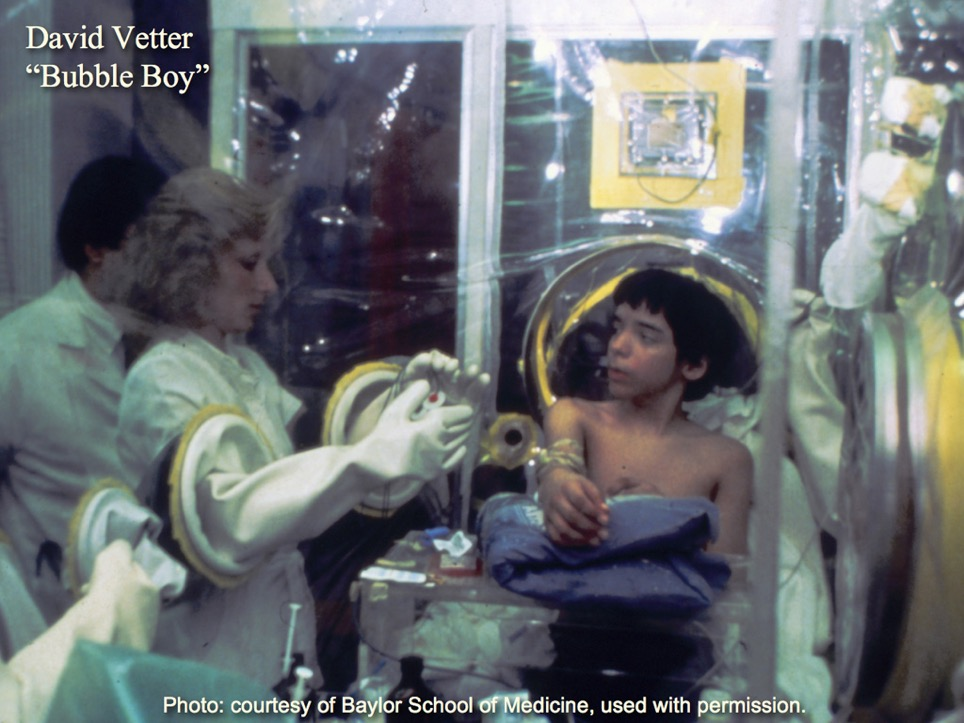 David Vetter
“Bubble Boy”
Photo: courtesy of Baylor School of Medicine, used with permission.